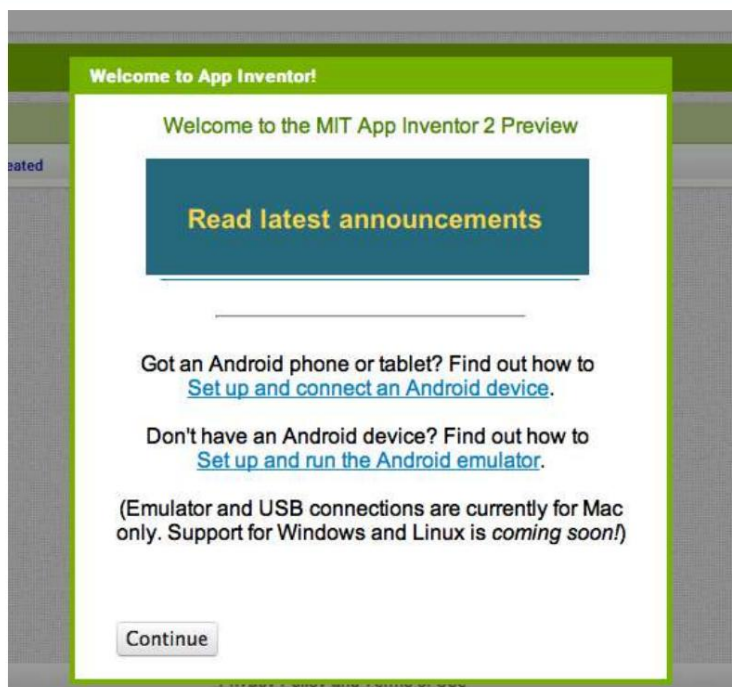 Welcome to App Inventor!
Welcome to the MIT App Inventor 2 Preview
eated
Read latest announcements
Got an Android phone or tablet? Find out how to
Set up and connect an Android device.
Don't have an Android device? Find out how to
Set up and run the Android emulator.
(Emulator and USB connections are currently for Mac
only. Support for Windows and Linux is coming soon!)
Continue